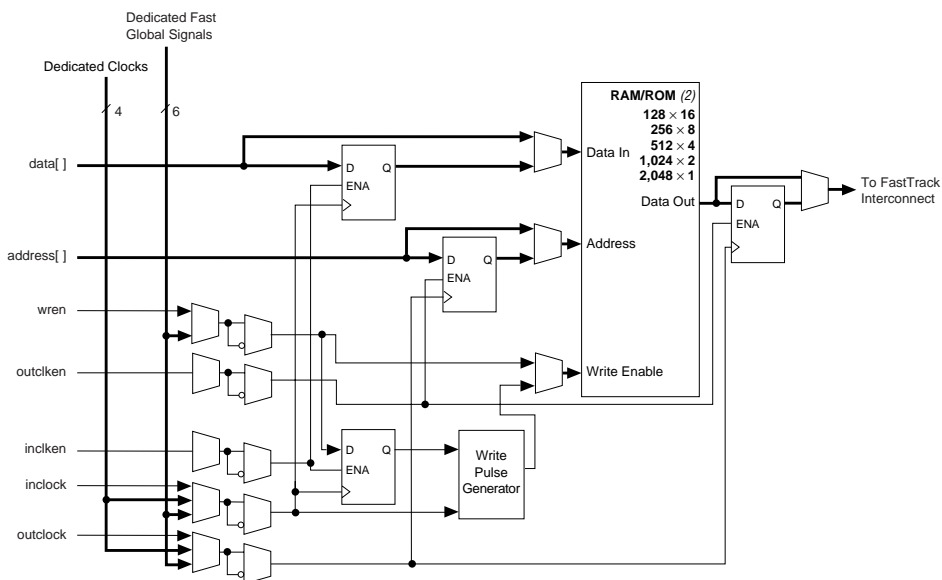 Dedicated Fast
Global Signals
Dedicated Clocks
4
6
RAM/ROM (2)
128 × 16
256 × 8
512 × 4
1,024 × 2
2,048 × 1
data[ ]
D Q
ENA
Data In
Data Out
D Q
ENA
To FastTrack
Interconnect
address[ ]
D Q
ENA
Address
wren
outclken
Write Enable
inclken
D Q
ENA
Write
Pulse
Generator
inclock
outclock